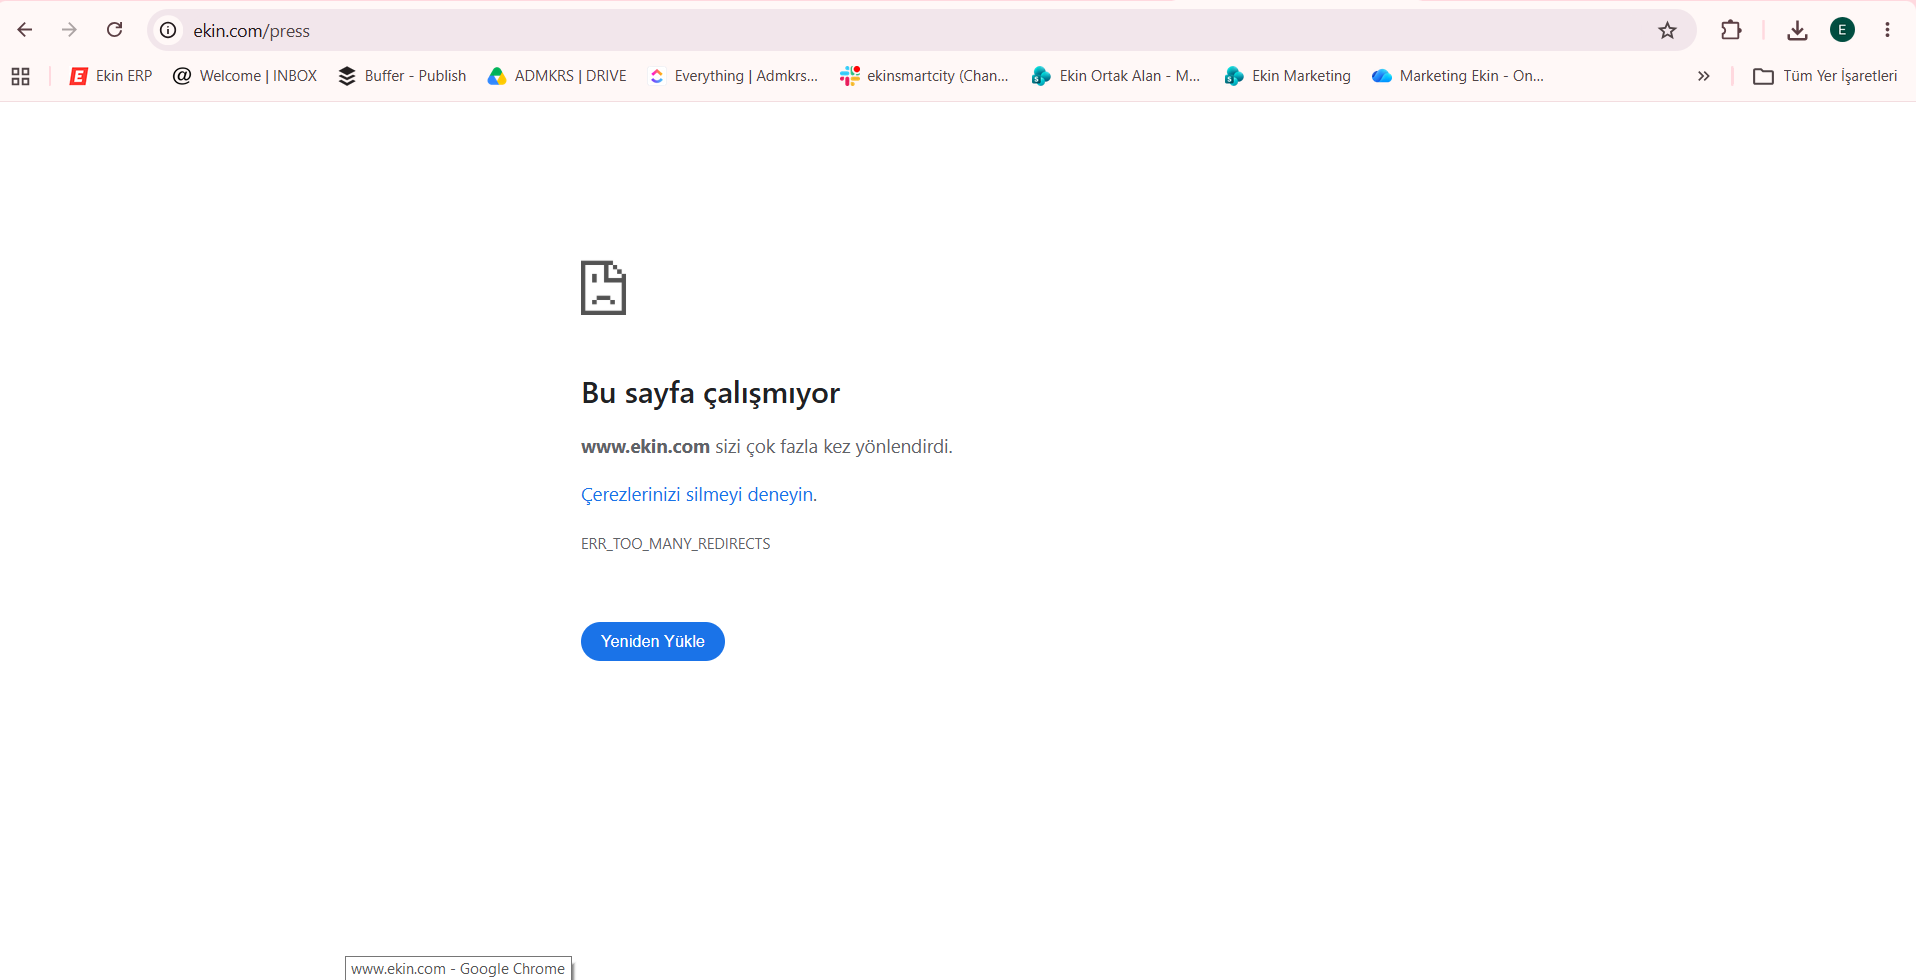 ekin.com/press
E
Ekin ERP
Welcome | INBOX
Buffer - Publish
ADMKRS | DRIVE
Everything | Admkrs...
ekinsmartcity (Chan...
Ekin Ortak Alan - M...
Ekin Marketing
Marketing Ekin - On...
Tüm Yer İşaretleri
Bu sayfa çalışmıyor
www.ekin.com sizi çok fazla kez yönlendirdi.
Çerezlerinizi silmeyi deneyin.
ERR_TOO_MANY_REDIRECTS
Yeniden Yükle
www.ekin.com - Google Chrome